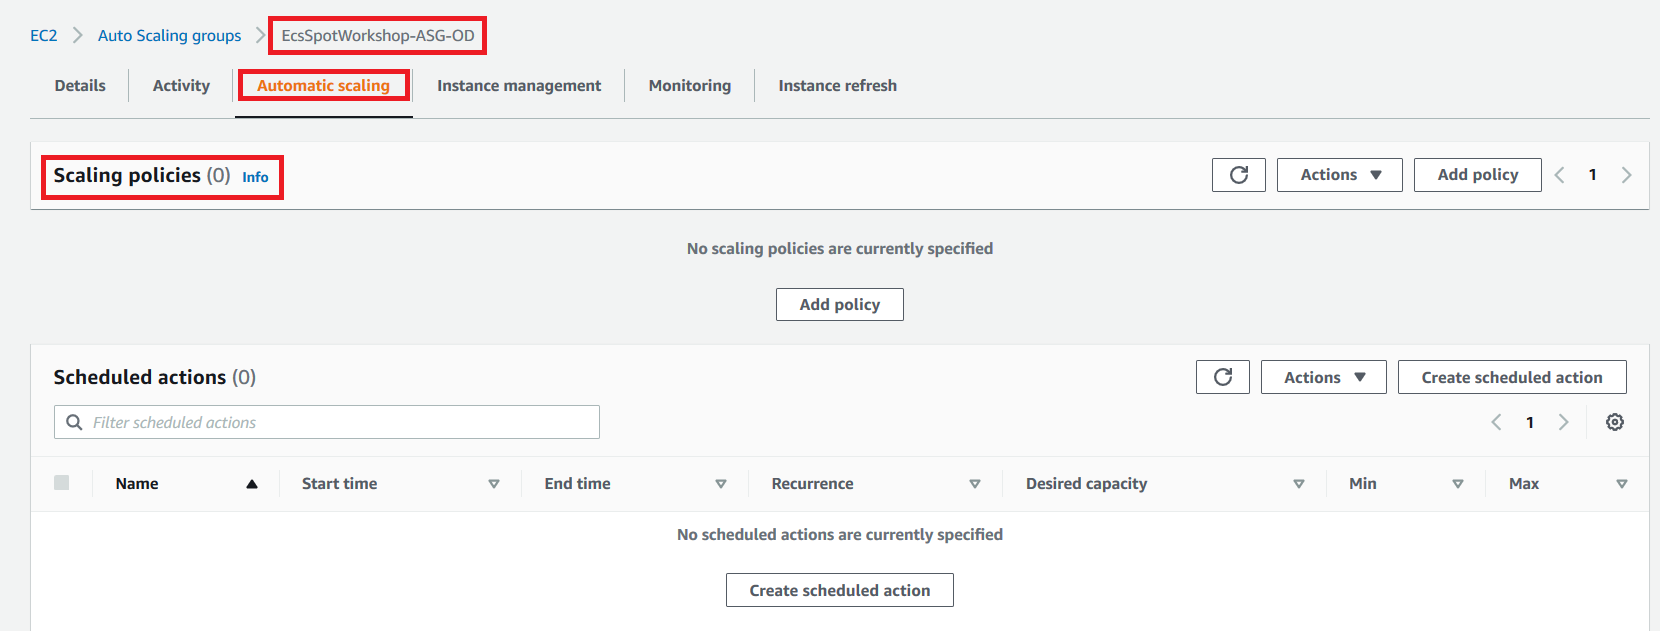 EC2 > Auto Scaling groups > EcsSpotWorkshop-ASG-OD
Details Activity Automatic scaling Instance management Monitoring Instance refresh
Scaling policies (0) Info Actions Add policy 1
No scaling policies are currently specified
Add policy
Scheduled actions (0) Actions Create scheduled action
Filter scheduled actions 1
Name Start time End time Recurrence Desired capacity Min Max
No scheduled actions are currently specified
Create scheduled action